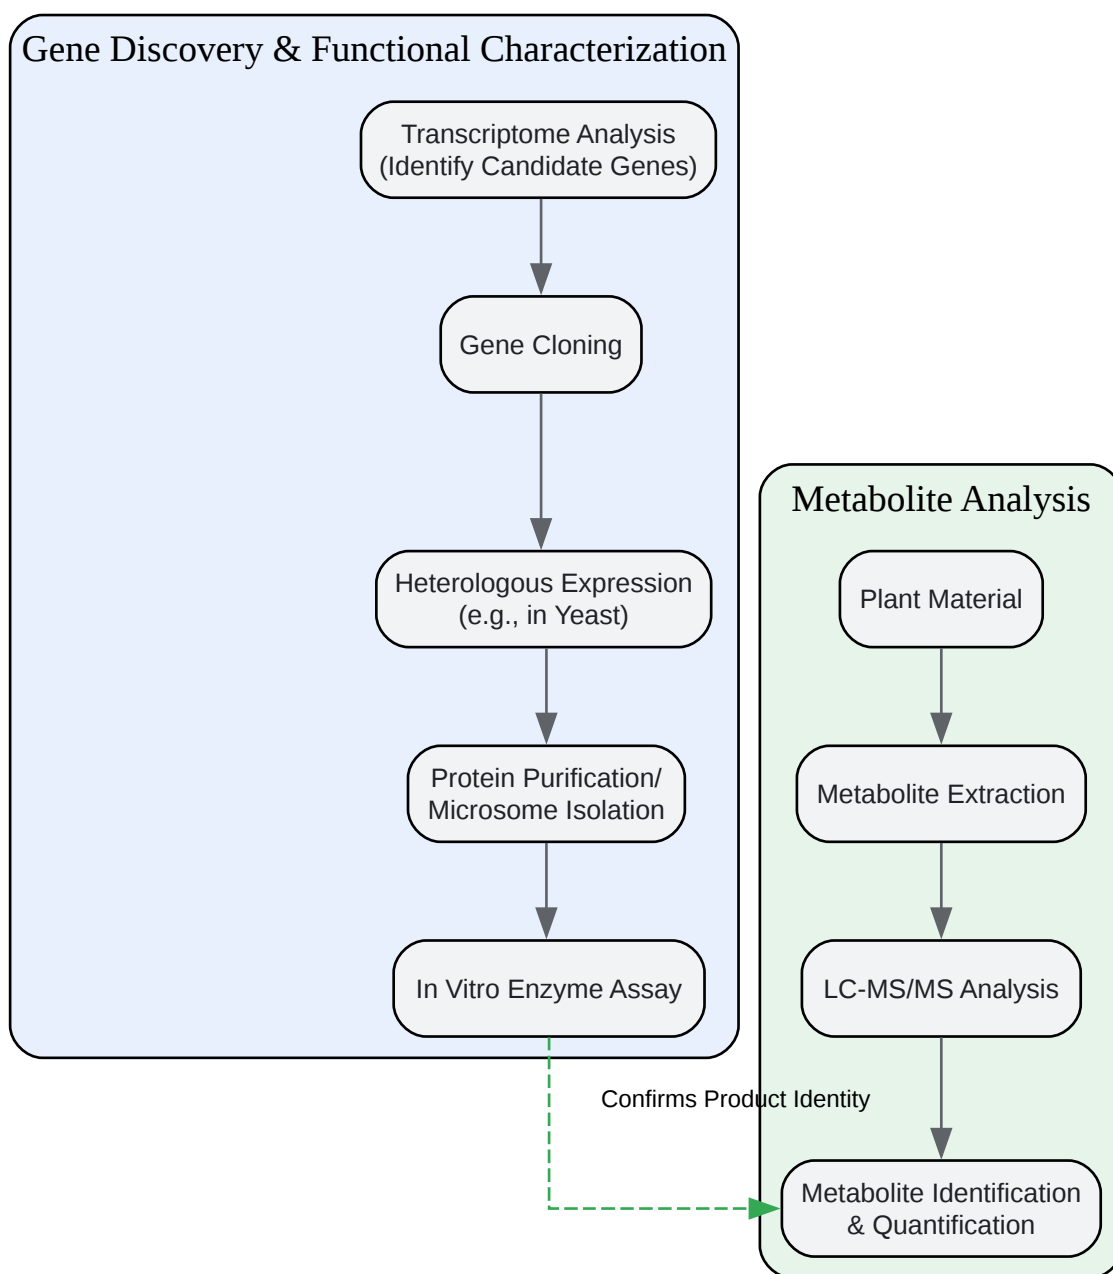 Gene Discovery & Functional Characterization
Transcriptome Analysis
(Identify Candidate Genes)
Gene Cloning
Heterologous Expression
(e.g., in Yeast)
Protein Purification/
Microsome Isolation
In Vitro Enzyme Assay
Metabolite Analysis
Plant Material
Metabolite Extraction
LC-MS/MS Analysis
Confirms Product Identity
Metabolite Identification
& Quantification